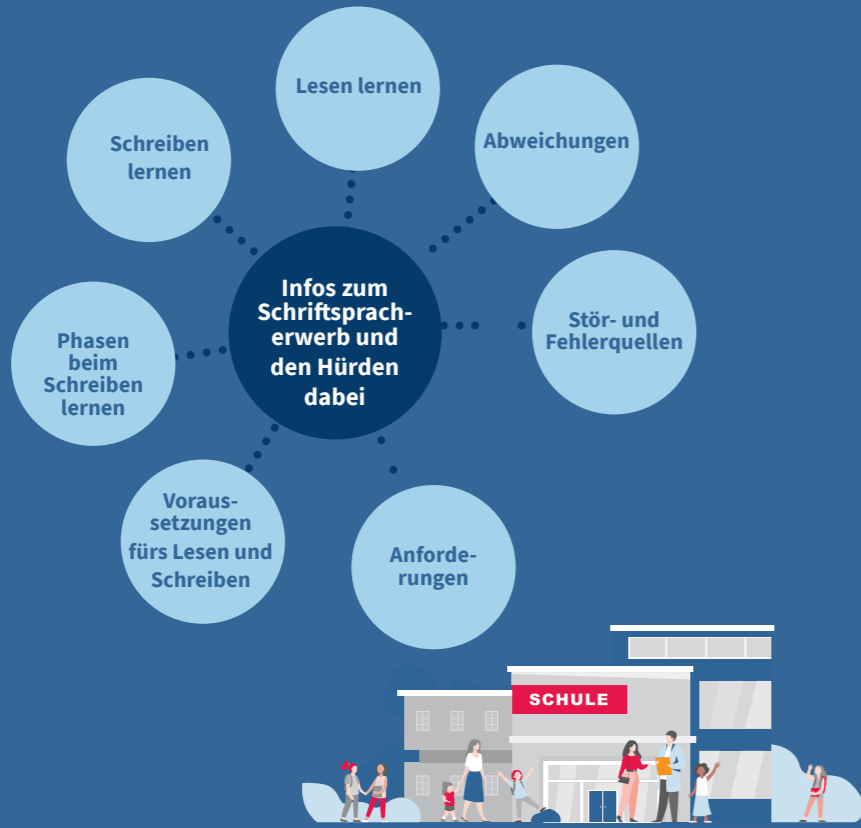 Lesen lernen
Schreiben
lernen
Abweichungen
Infos zum
Schriftsprach-
erwerb und
den Hürden
dabei
Stör- und
Fehlerquellen
Phasen
beim
Schreiben
lernen
Voraus-
setzungen
fürs Lesen und
Schreiben
Anforde-
rungen
SCHULE